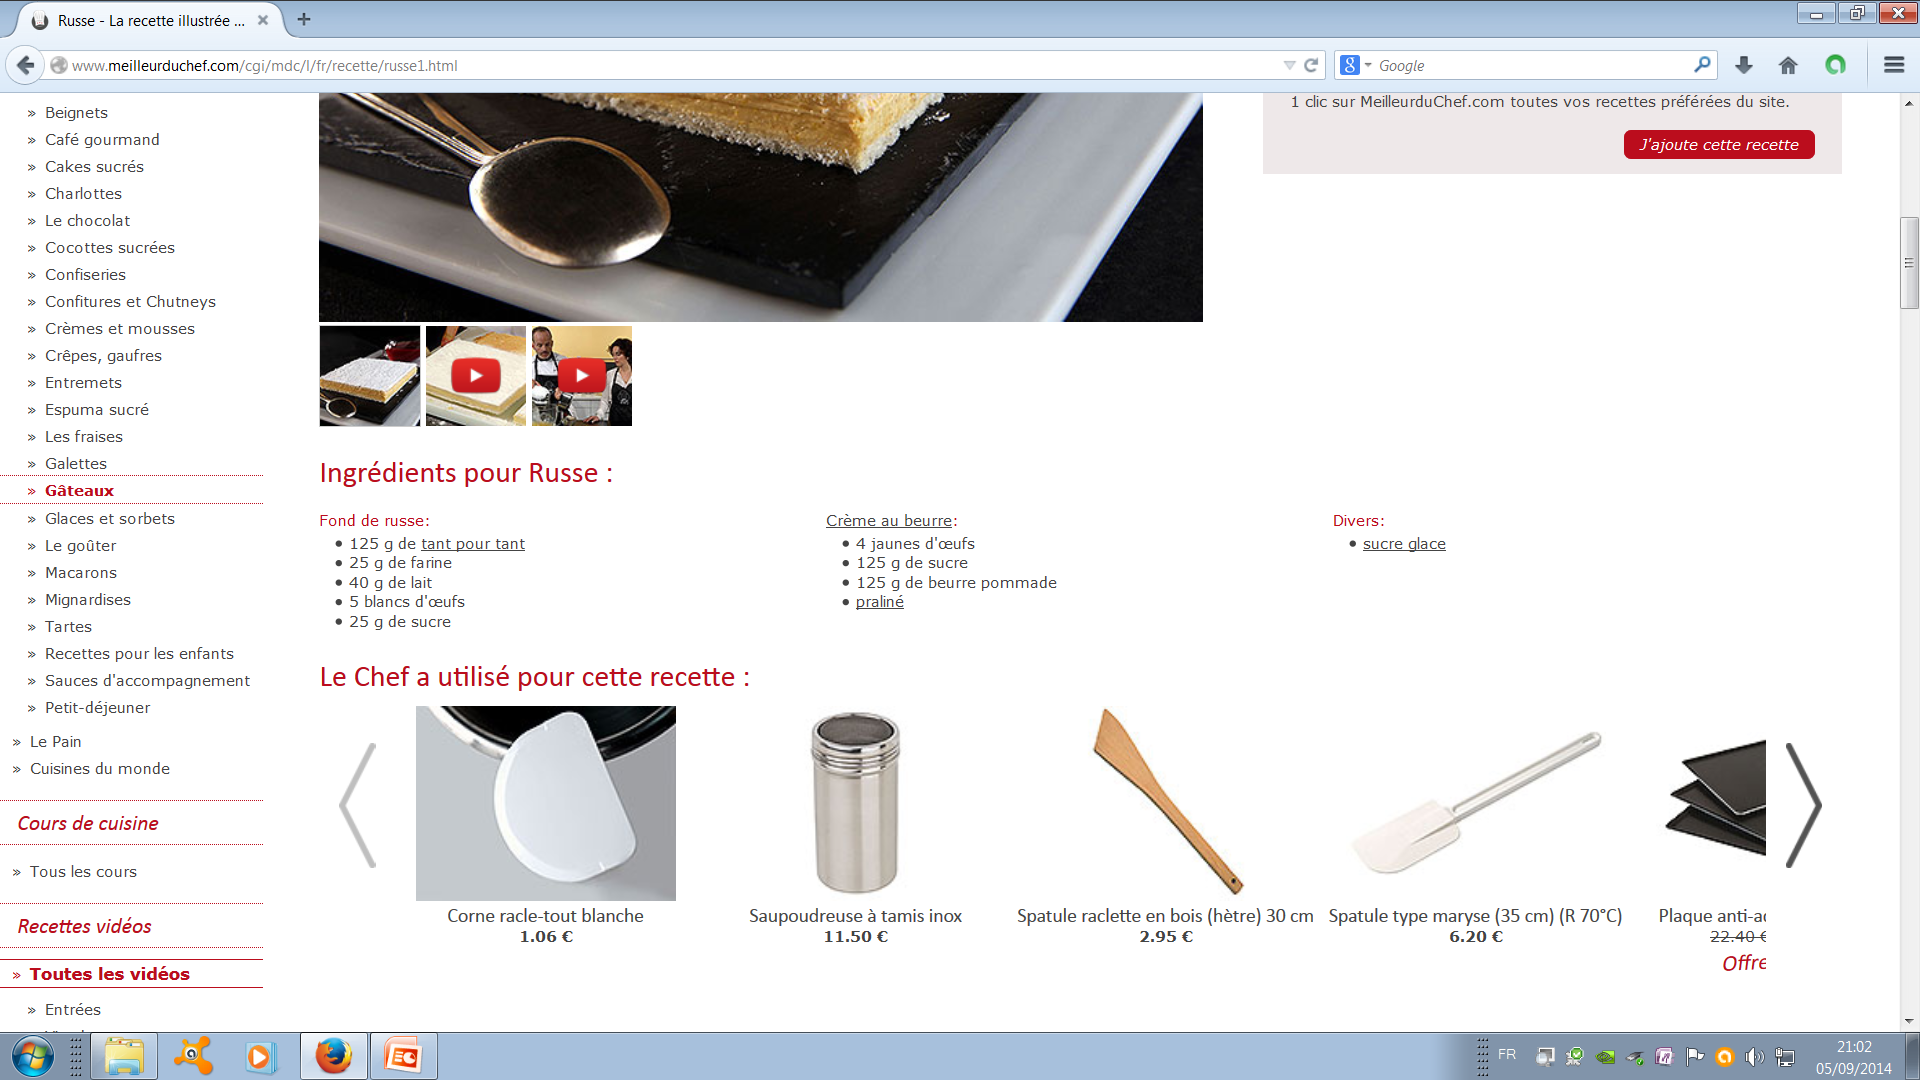 Russe - La recette illustrée ...
www.meilleurduchef.com/cgi/mdc/l/fr/recette/russe1.html
Google
» Beignets
» Café gourmand
» Cakes sucrés
» Charlottes
» Le chocolat
» Cocottes sucrées
» Confiseries
» Confitures et Chutneys
» Crèmes et mousses
» Crêpes, gaufres
» Entremets
» Espuma sucré
» Les fraises
» Galettes
» Gâteaux
» Glaces et sorbets
» Le goûter
» Macarons
» Mignardises
» Tartes
» Recettes pour les enfants
» Sauces d'accompagnement
» Petit-déjeuner
» Le Pain
» Cuisines du monde
Cours de cuisine
» Tous les cours
Recettes vidéos
» Toutes les vidéos
» Entrées
1 clic sur MeilleurduChef.com toutes vos recettes préférées du site.
J'ajoute cette recette
Ingrédients pour Russe :
Fond de russe:
• 125 g de tant pour tant
• 25 g de farine
• 40 g de lait
• 5 blancs d'œufs
• 25 g de sucre
Crème au beurre:
• 4 jaunes d'œufs
• 125 g de sucre
• 125 g de beurre pommade
• praliné
Divers:
• sucre glace
Le Chef a utilisé pour cette recette :
Corne racle-tout blanche
1.06 €
Saupoudreuse à tamis inox
11.50 €
Spatule raclette en bois (hètre) 30 cm
2.95 €
Spatule type maryse (35 cm) (R 70°C)
6.20 €
Plaque anti-ad
22.40 €
Offre
FR
21:02
05/09/2014